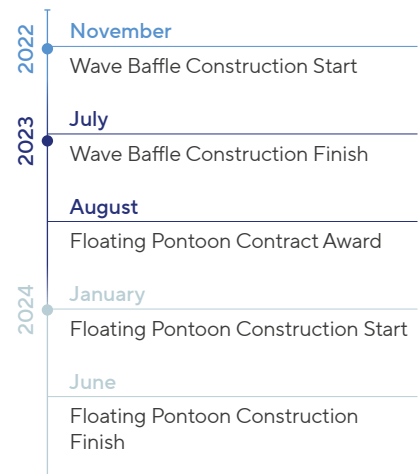 2022
November
Wave Baffle Construction Start
2023
July
Wave Baffle Construction Finish
August
Floating Pontoon Contract Award
2024
January
Floating Pontoon Construction Start
June
Floating Pontoon Construction
Finish